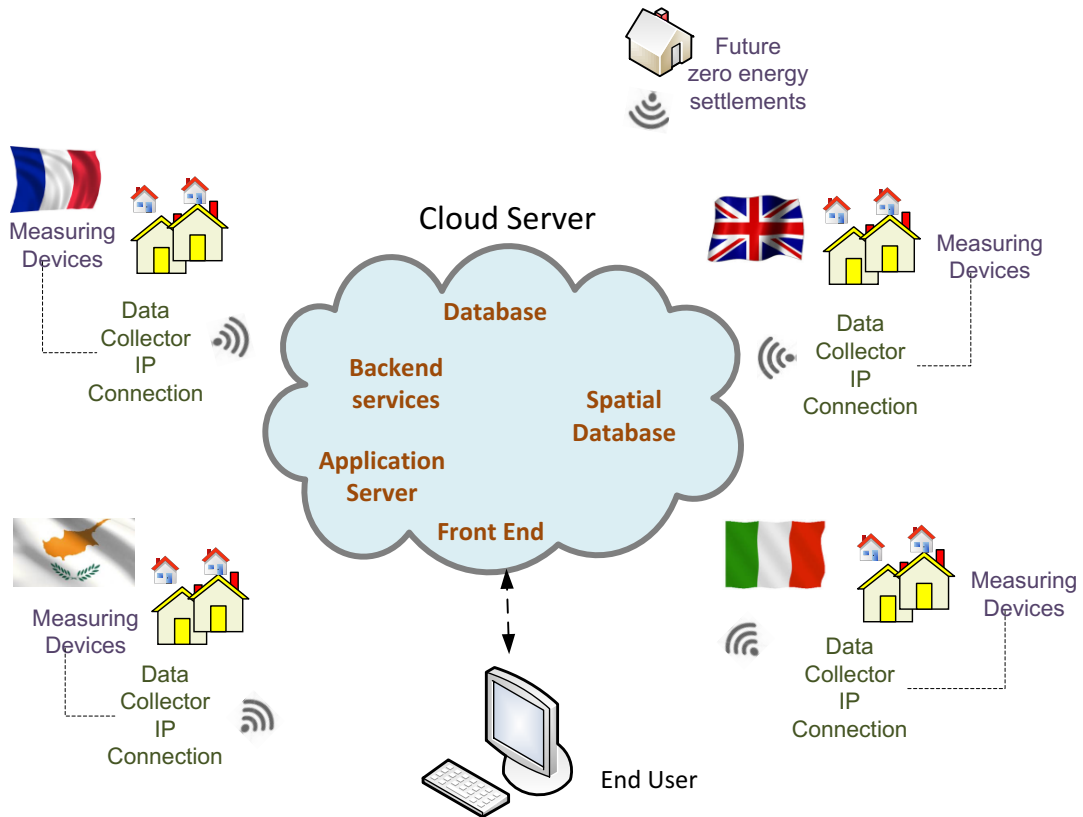 Future
zero energy
settlements
Measuring
Devices
Data
Collector
IP
Connection
Cloud Server
Database
Backend
services
Spatial
Database
Application
Server
Front End
Measuring
Devices
Data
Collector
IP
Connection
Measuring
Devices
Data
Collector
IP
Connection
Measuring
Devices
Data
Collector
IP
Connection
End User